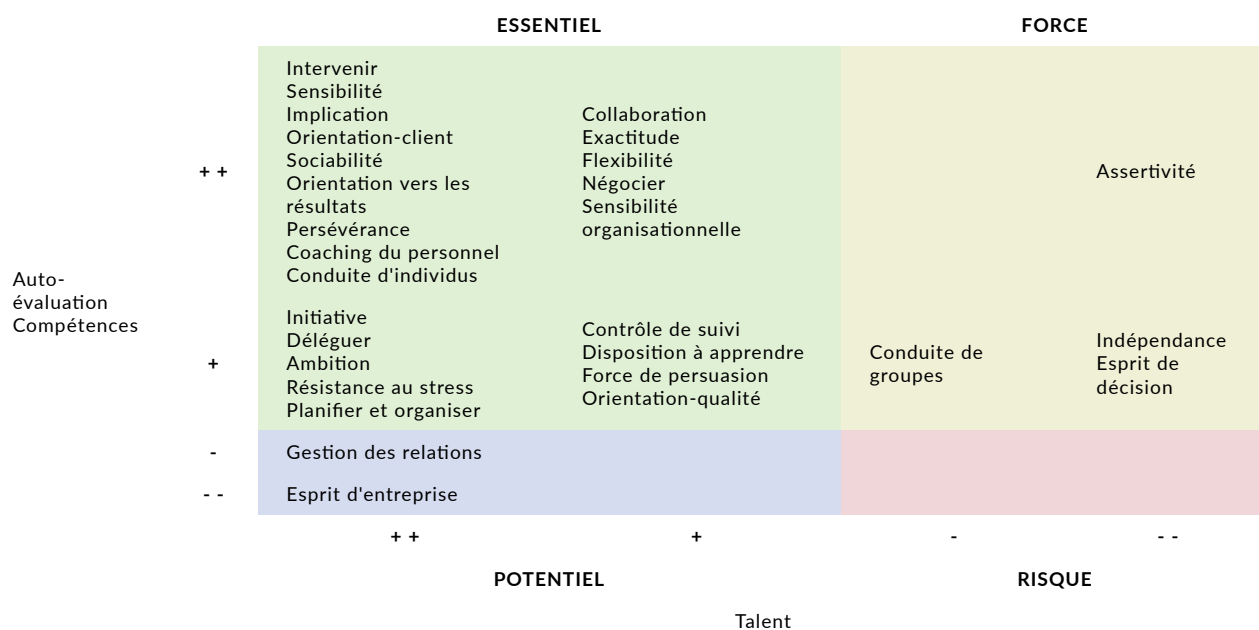 ESSENTIEL
FORCE
Auto-
évaluation
Compétences
+ +
Intervenir
Sensibilité
Implication
Orientation-client
Sociabilité
Orientation vers les
résultats
Persévérance
Coaching du personnel
Conduite d'individus
Collaboration
Exactitude
Flexibilité
Négocier
Sensibilité
organisationnelle
Assertivité
+
Initiative
Déléguer
Ambition
Résistance au stress
Planifier et organiser
Contrôle de suivi
Disposition à apprendre
Force de persuasion
Orientation-qualité
Conduite de
groupes
Indépendance
Esprit de
décision
-
Gestion des relations
- -
Esprit d'entreprise
+ +
+
-
- -
POTENTIEL
RISQUE
Talent